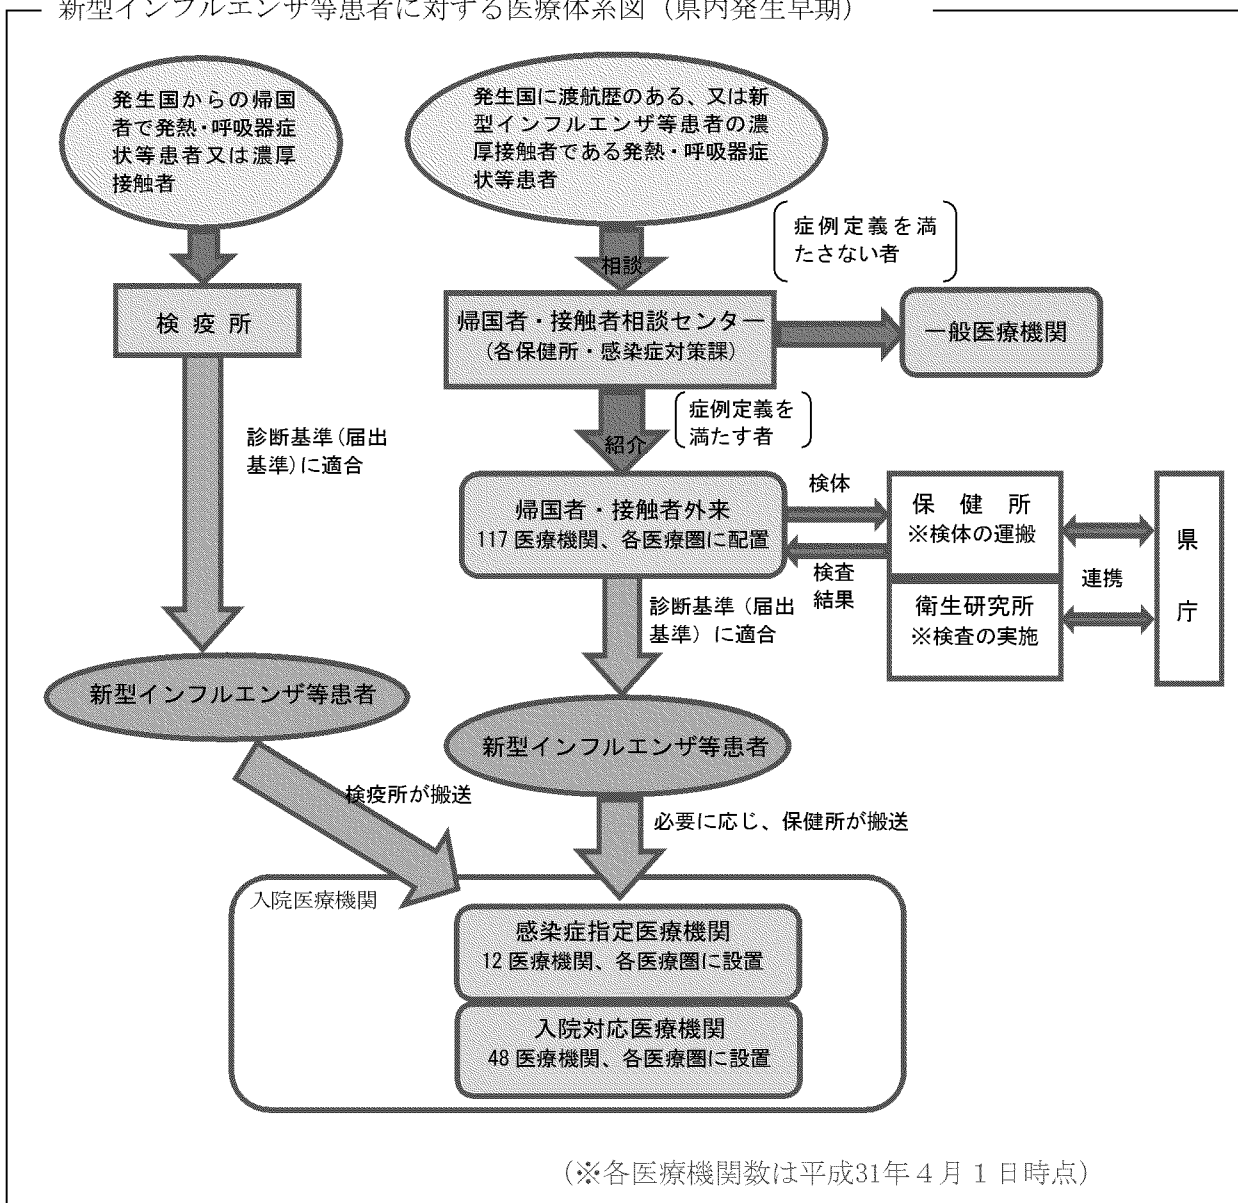 新型インフルエンザ等患者に対する医療体系図（県内発生早期）
発生国からの帰国
者で発熱・呼吸器症
状等患者又は濃厚
接触者
発生国に渡航歴のある、又は新
型インフルエンザ等患者の濃
厚接触者である発熱・呼吸器症
状等患者
症例定義を満
たさない者
相談
検 疫 所
帰国者・接触者相談センター
（各保健所・感染症対策課）
一般医療機関
症例定義を
満たす者
紹介
診断基準（届出
基準）に適合
帰国者・接触者外来
117 医療機関、各医療圏に配置
検体
検査
結果
保 健 所
※検体の運搬
衛生研究所
※検査の実施
連携
県
庁
診断基準（届出
基準）に適合
新型インフルエンザ等患者
新型インフルエンザ等患者
検疫所が搬送
必要に応じ、保健所が搬送
入院医療機関
感染症指定医療機関
12 医療機関、各医療圏に設置
入院対応医療機関
48 医療機関、各医療圏に設置
（※各医療機関数は平成31年４月１日時点）